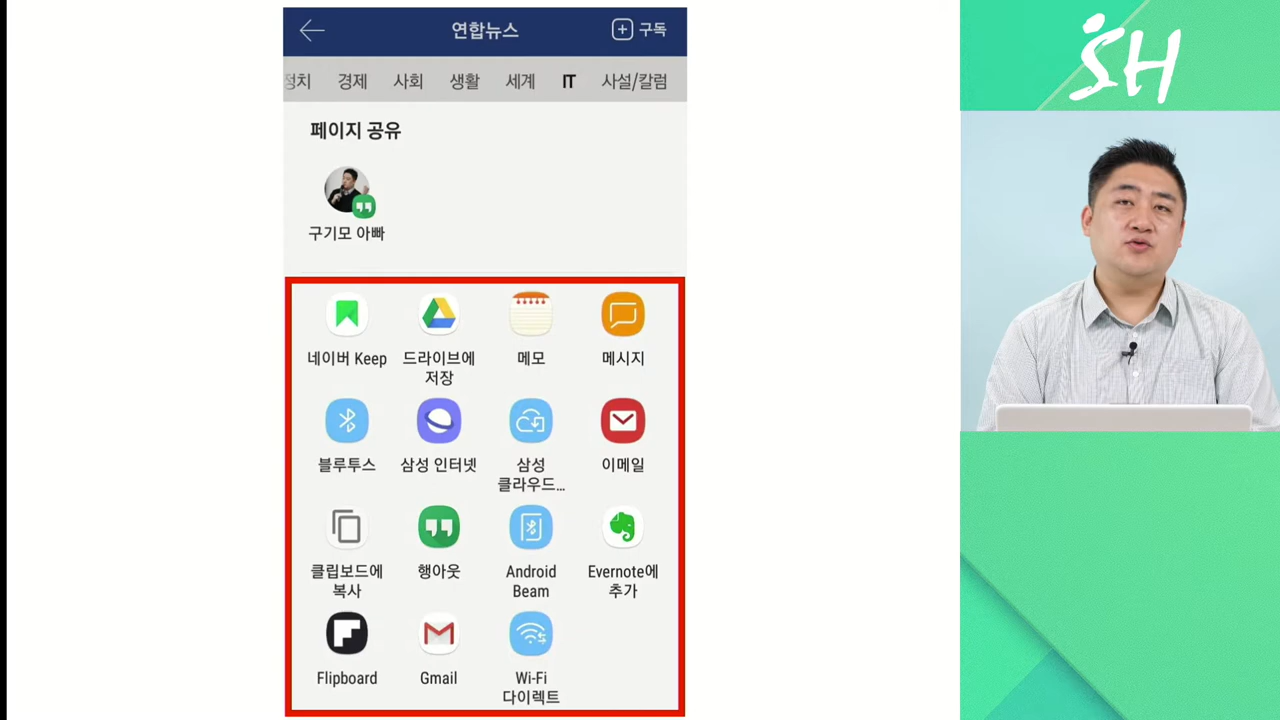 연합뉴스
구독
정치 경제 사회 생활 세계 IT 사설/칼럼
SH
페이지 공유
구기모 아빠
네이버 Keep
드라이브에
저장
메모
메시지
블루투스
삼성 인터넷
삼성
클라우드...
이메일
클립보드에
복사
행아웃
Android
Beam
Evernote에
추가
Flipboard
Gmail
Wi-Fi
다이렉트